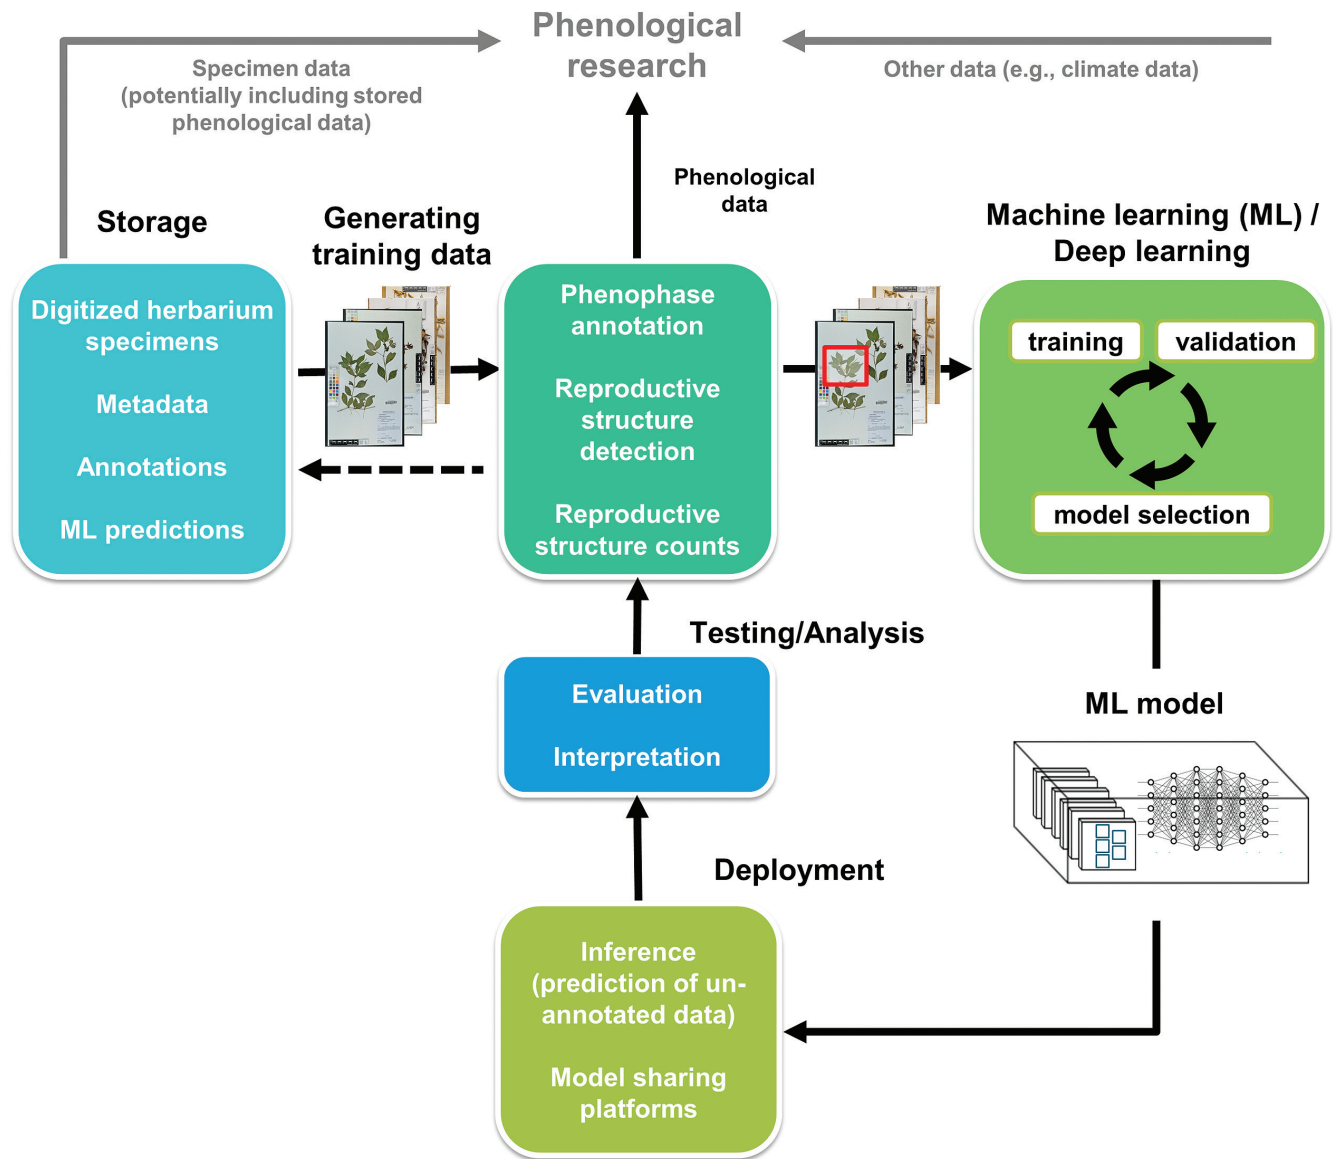 Phenological
research
Specimen data
(potentially including stored
phenological data)
Other data (e.g., climate data)
Phenological
data
Storage
Generating
training data
Machine learning (ML) /
Deep learning
Digitized herbarium
specimens
Metadata
Annotations
ML predictions
Phenophase
annotation
Reproductive
structure
detection
Reproductive
structure counts
training
validation
model selection
Testing/Analysis
Evaluation
Interpretation
ML model
Deployment
Inference
(prediction of un-
annotated data)
Model sharing
platforms